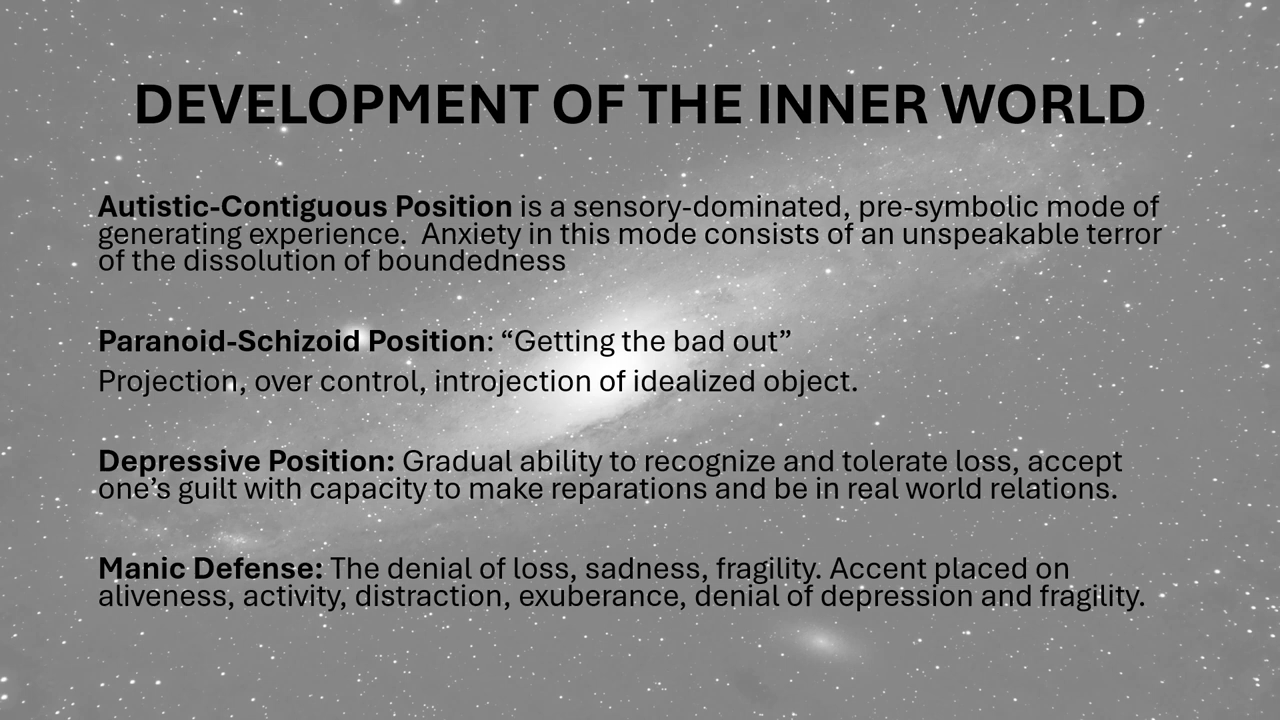 DEVELOPMENT OF THE INNER WORLD
Autistic-Contiguous Position is a sensory-dominated, pre-symbolic mode of
generating experience.  Anxiety in this mode consists of an unspeakable terror
of the dissolution of boundedness
Paranoid-Schizoid Position: “Getting the bad out”
Projection, over control, introjection of idealized object.
Depressive Position: Gradual ability to recognize and tolerate loss, accept
one’s guilt with capacity to make reparations and be in real world relations.
Manic Defense: The denial of loss, sadness, fragility. Accent placed on
aliveness, activity, distraction, exuberance, denial of depression and fragility.